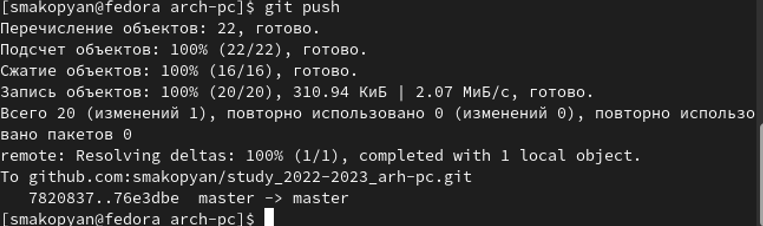 [smakopyan@fedora arch-pc]$ git push
Перечисление объектов: 22, готово.
Подсчет объектов: 100% (22/22), готово.
Сжатие объектов: 100% (16/16), готово.
Запись объектов: 100% (20/20), 310.94 КиБ | 2.07 МиБ/с, готово.
Всего 20 (изменений 1), повторно использовано 0 (изменений 0), повторно использо
вано пакетов 0
remote: Resolving deltas: 100% (1/1), completed with 1 local object.
To github.com:smakopyan/study_2022-2023_arh-pc.git
   7820837..76e3dbe  master -> master
[smakopyan@fedora arch-pc]$